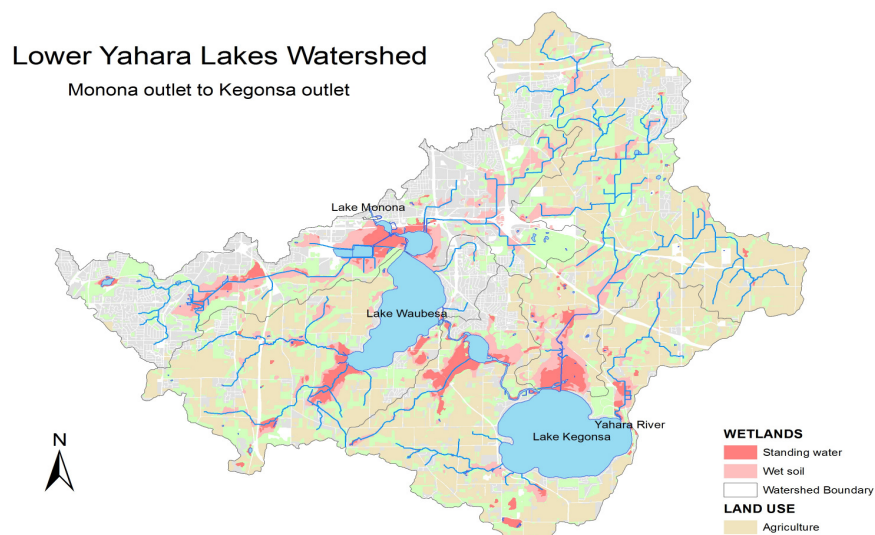 Lower Yahara Lakes Watershed
Monona outlet to Kegonsa outlet
Lake Monona
Lake Waubesa
Yahara River
Lake Kegonsa
N
WETLANDS
Standing water
Wet soil
Watershed Boundary
LAND USE
Agriculture